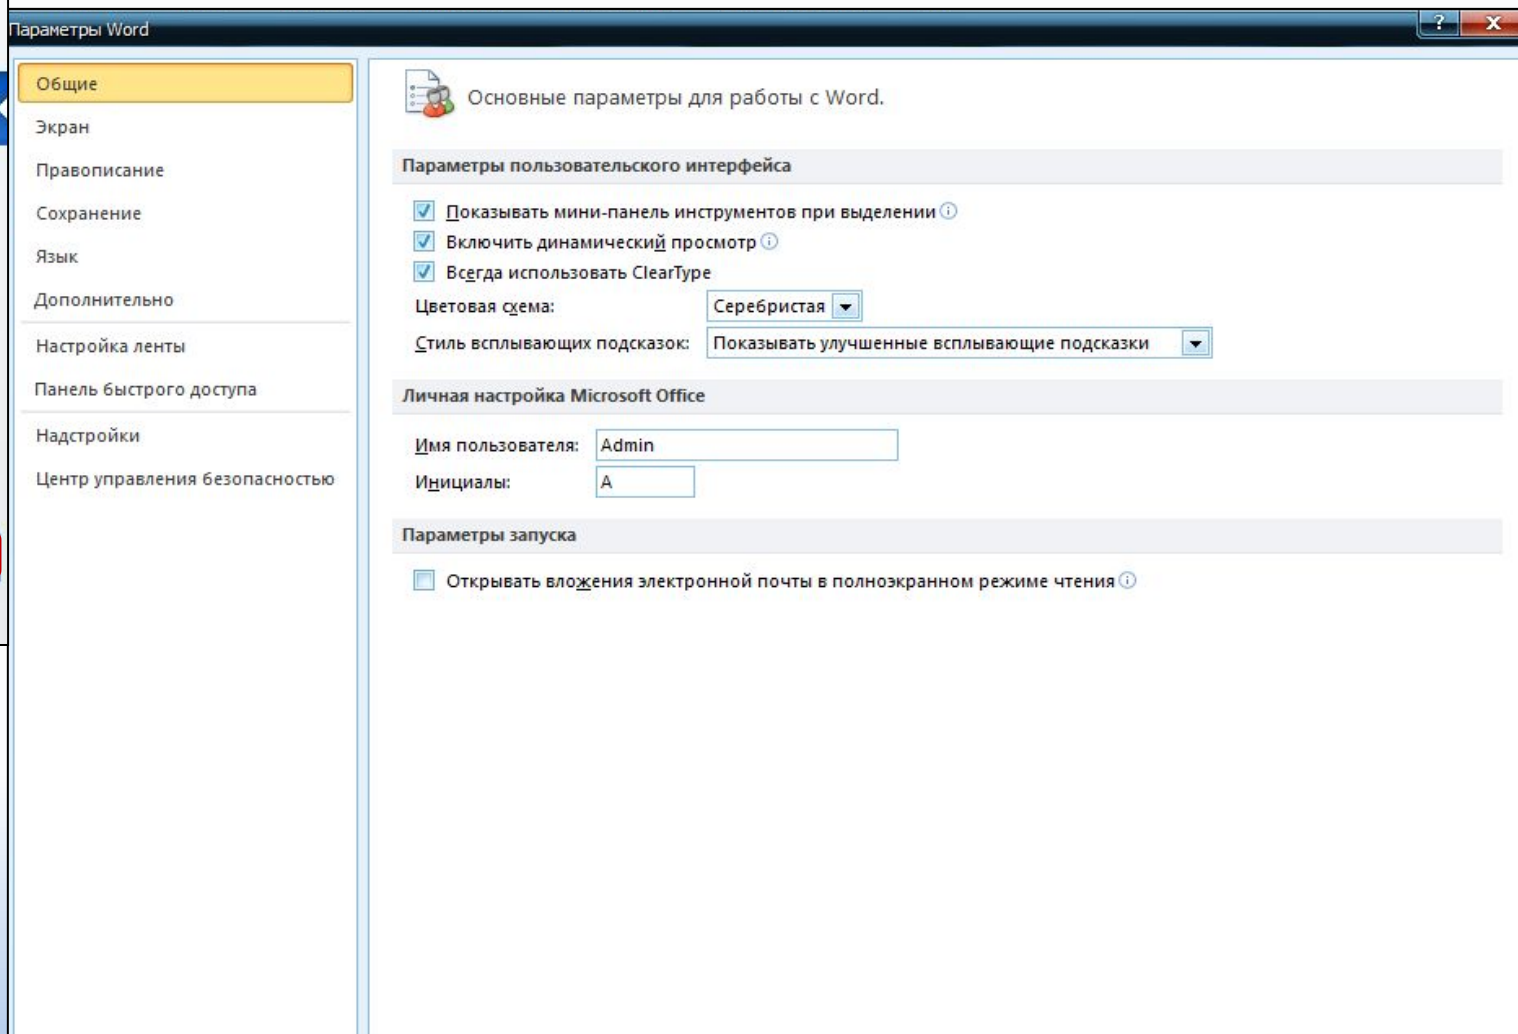 Параметры Word
?
X
Общие
Экран
Правописание
Сохранение
Язык
Дополнительно
Настройка ленты
Панель быстрого доступа
Надстройки
Центр управления безопасностью
Основные параметры для работы с Word.
Параметры пользовательского интерфейса
Показывать мини-панель инструментов при выделении
Включить динамический просмотр
Всегда использовать ClearType
Цветовая схема: Серебристая
Стиль всплывающих подсказок: Показывать улучшенные всплывающие подсказки
Личная настройка Microsoft Office
Имя пользователя: Admin
Инициалы: A
Параметры запуска
Открывать вложения электронной почты в полноэкранном режиме чтения